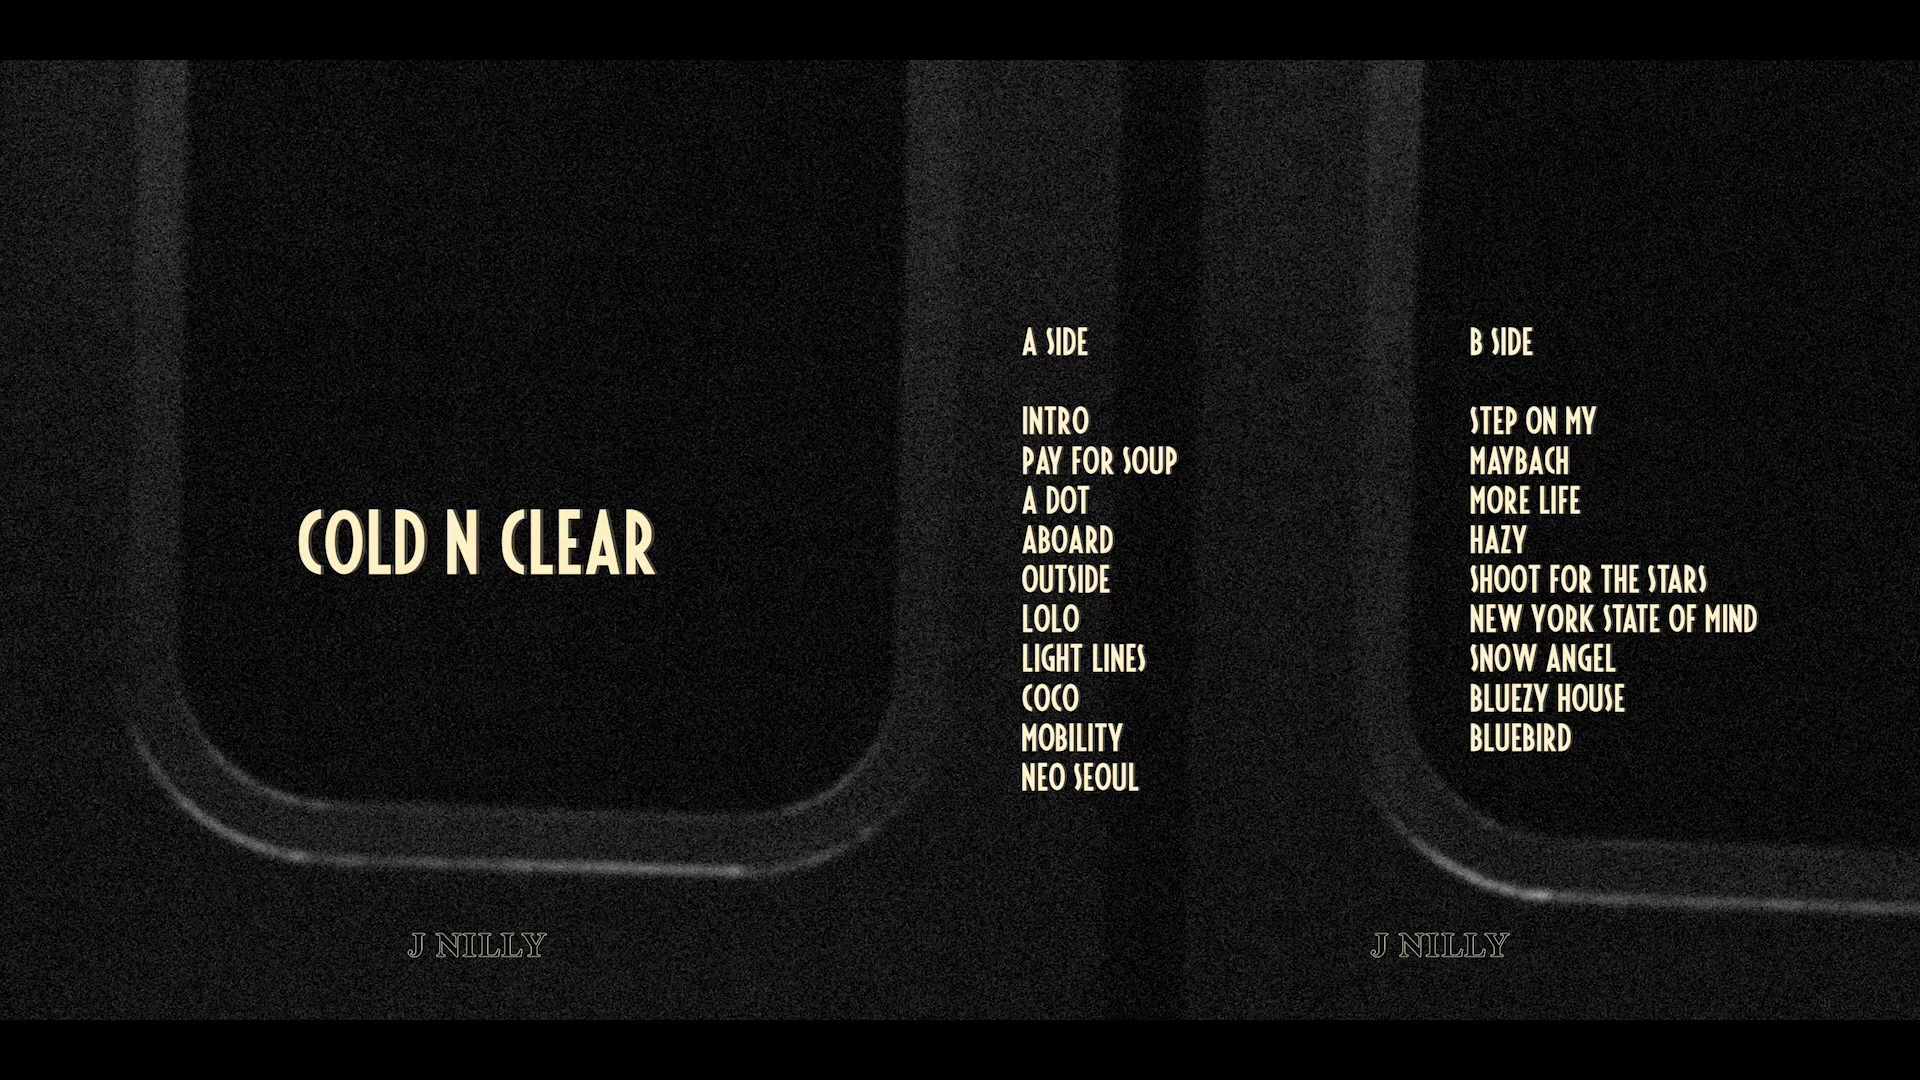 COLD N CLEAR
J NILLY
A SIDE
INTRO
PAY FOR SOUP
A DOT
ABOARD
OUTSIDE
LOLO
LIGHT LINES
COCO
MOBILITY
NEO SEOUL
B SIDE
STEP ON MY
MAYBACH
MORE LIFE
HAZY
SHOOT FOR THE STARS
NEW YORK STATE OF MIND
SNOW ANGEL
BLUEZY HOUSE
BLUEBIRD
J NILLY